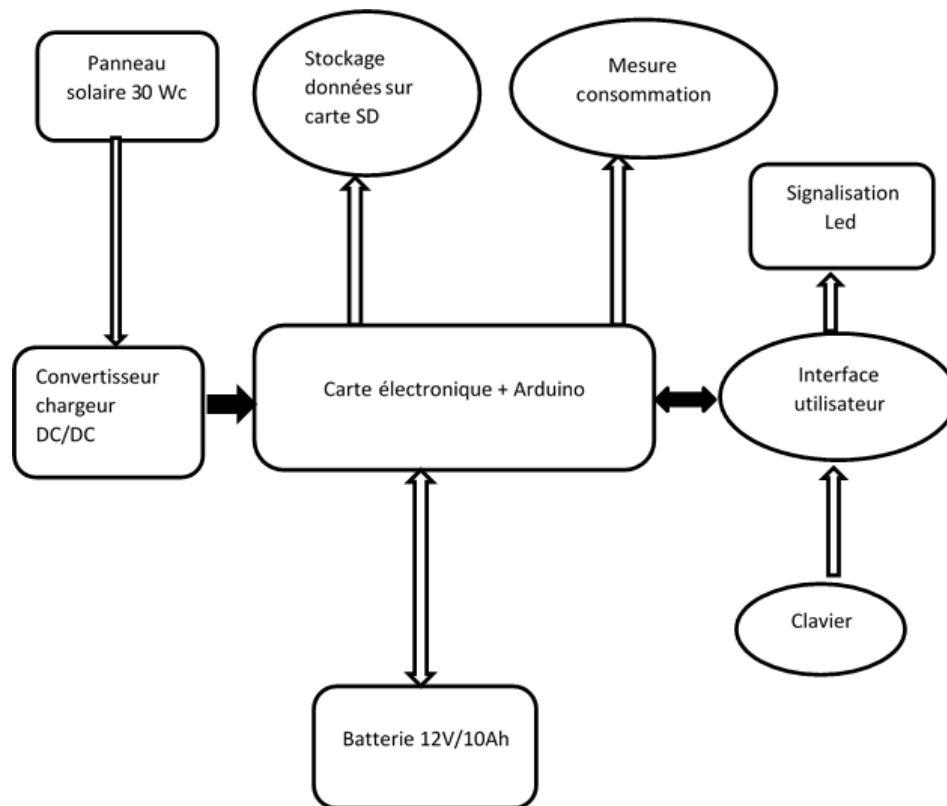 Panneau
solaire 30 Wc
Stockage
données sur
carte SD
Mesure
consommation
Signalisation
Led
Convertisseur
chargeur
DC/DC
Carte électronique + Arduino
Interface
utilisateur
Clavier
Batterie 12V/10Ah